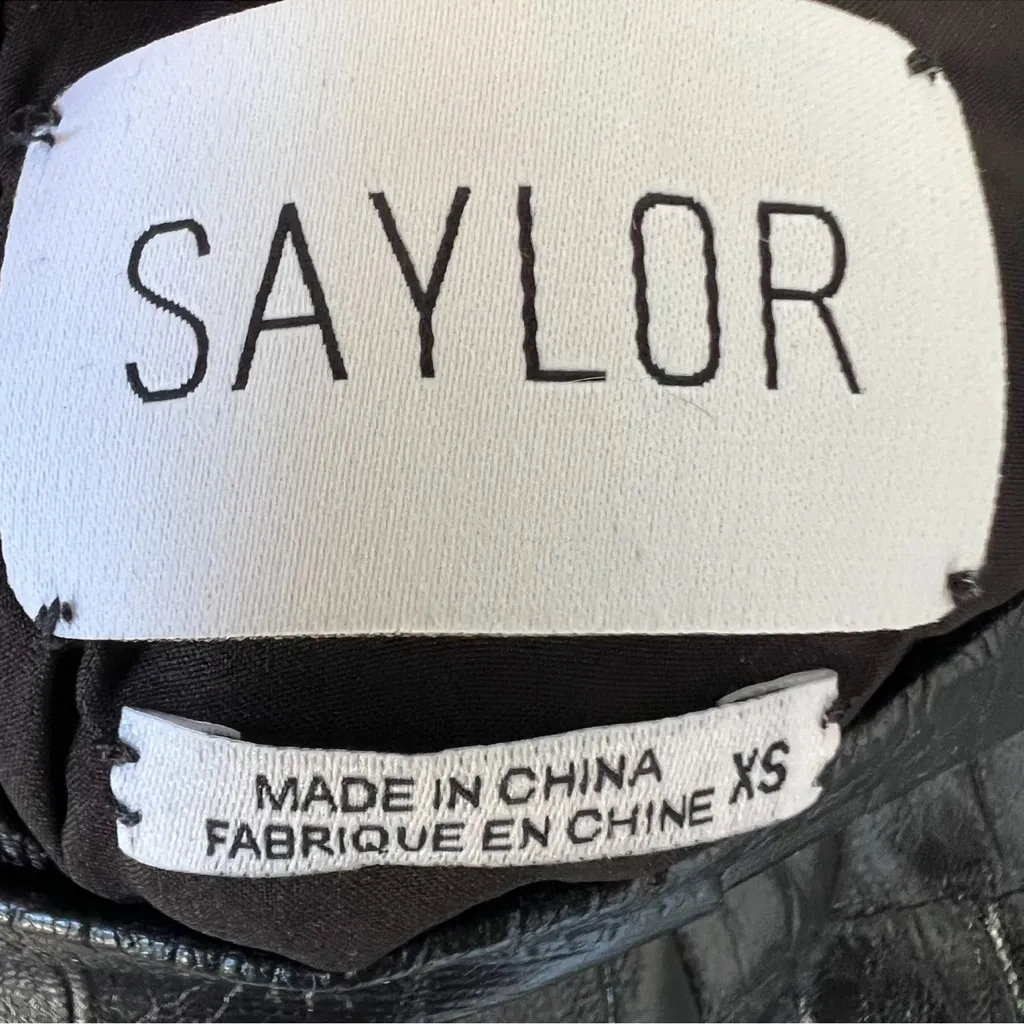 SAYLOR
MADE IN CHINA XS
FABRIQUE EN CHINE